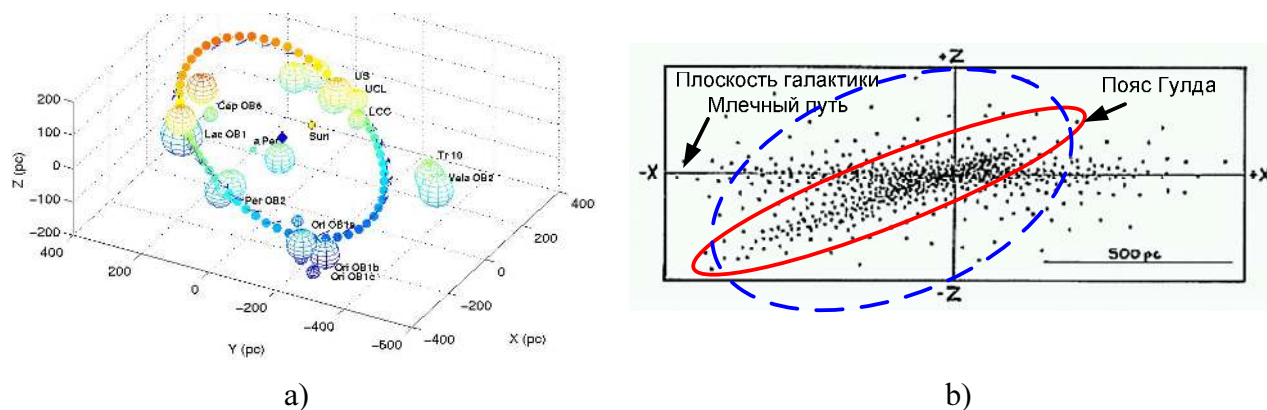 200
100
0
-100
-200
Z (pc)
400
200
0
-200
-400
-500
Y (pc)
-400
-200
0
200
400
X (pc)
US
UCL
LCC
Cep OB6
Lac OB1
a Per
Sun
Tr 10
Vela OB2
Per OB2
Ori OB1a
Ori OB1b
Ori OB1c
a)
+Z
Плоскость галактики
Млечный путь
Пояс Гулда
-X
+X
500 pc
-Z
b)